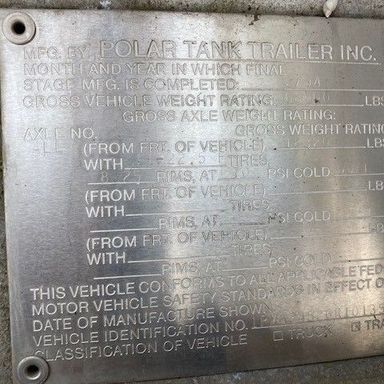 MFG. BY POLAR TANK TRAILER INC.
MONTH AND YEAR IN WHICH FINAL
STAGE MFG. IS COMPLETED:
GROSS VEHICLE WEIGHT RATING: LBS
GROSS AXLE WEIGHT RATING:
AXLE NO. GROSS WEIGHT RATING
(FROM FRT. OF VEHICLE) LBS
WITH TIRES,
RIMS, AT PSI COLD
(FROM FRT. OF VEHICLE) LB
WITH TIRES,
RIMS, AT PSI COLD
(FROM FRT. OF VEHICLE) LB
WITH TIRES,
RIMS, AT PSI COLD
THIS VEHICLE CONFORMS TO ALL APPLICABLE FED
MOTOR VEHICLE SAFETY STANDARDS IN EFFECT O
DATE OF MANUFACTURE SHOWN
VEHICLE IDENTIFICATION NO.
CLASSIFICATION OF VEHICLE TRUCK TRA